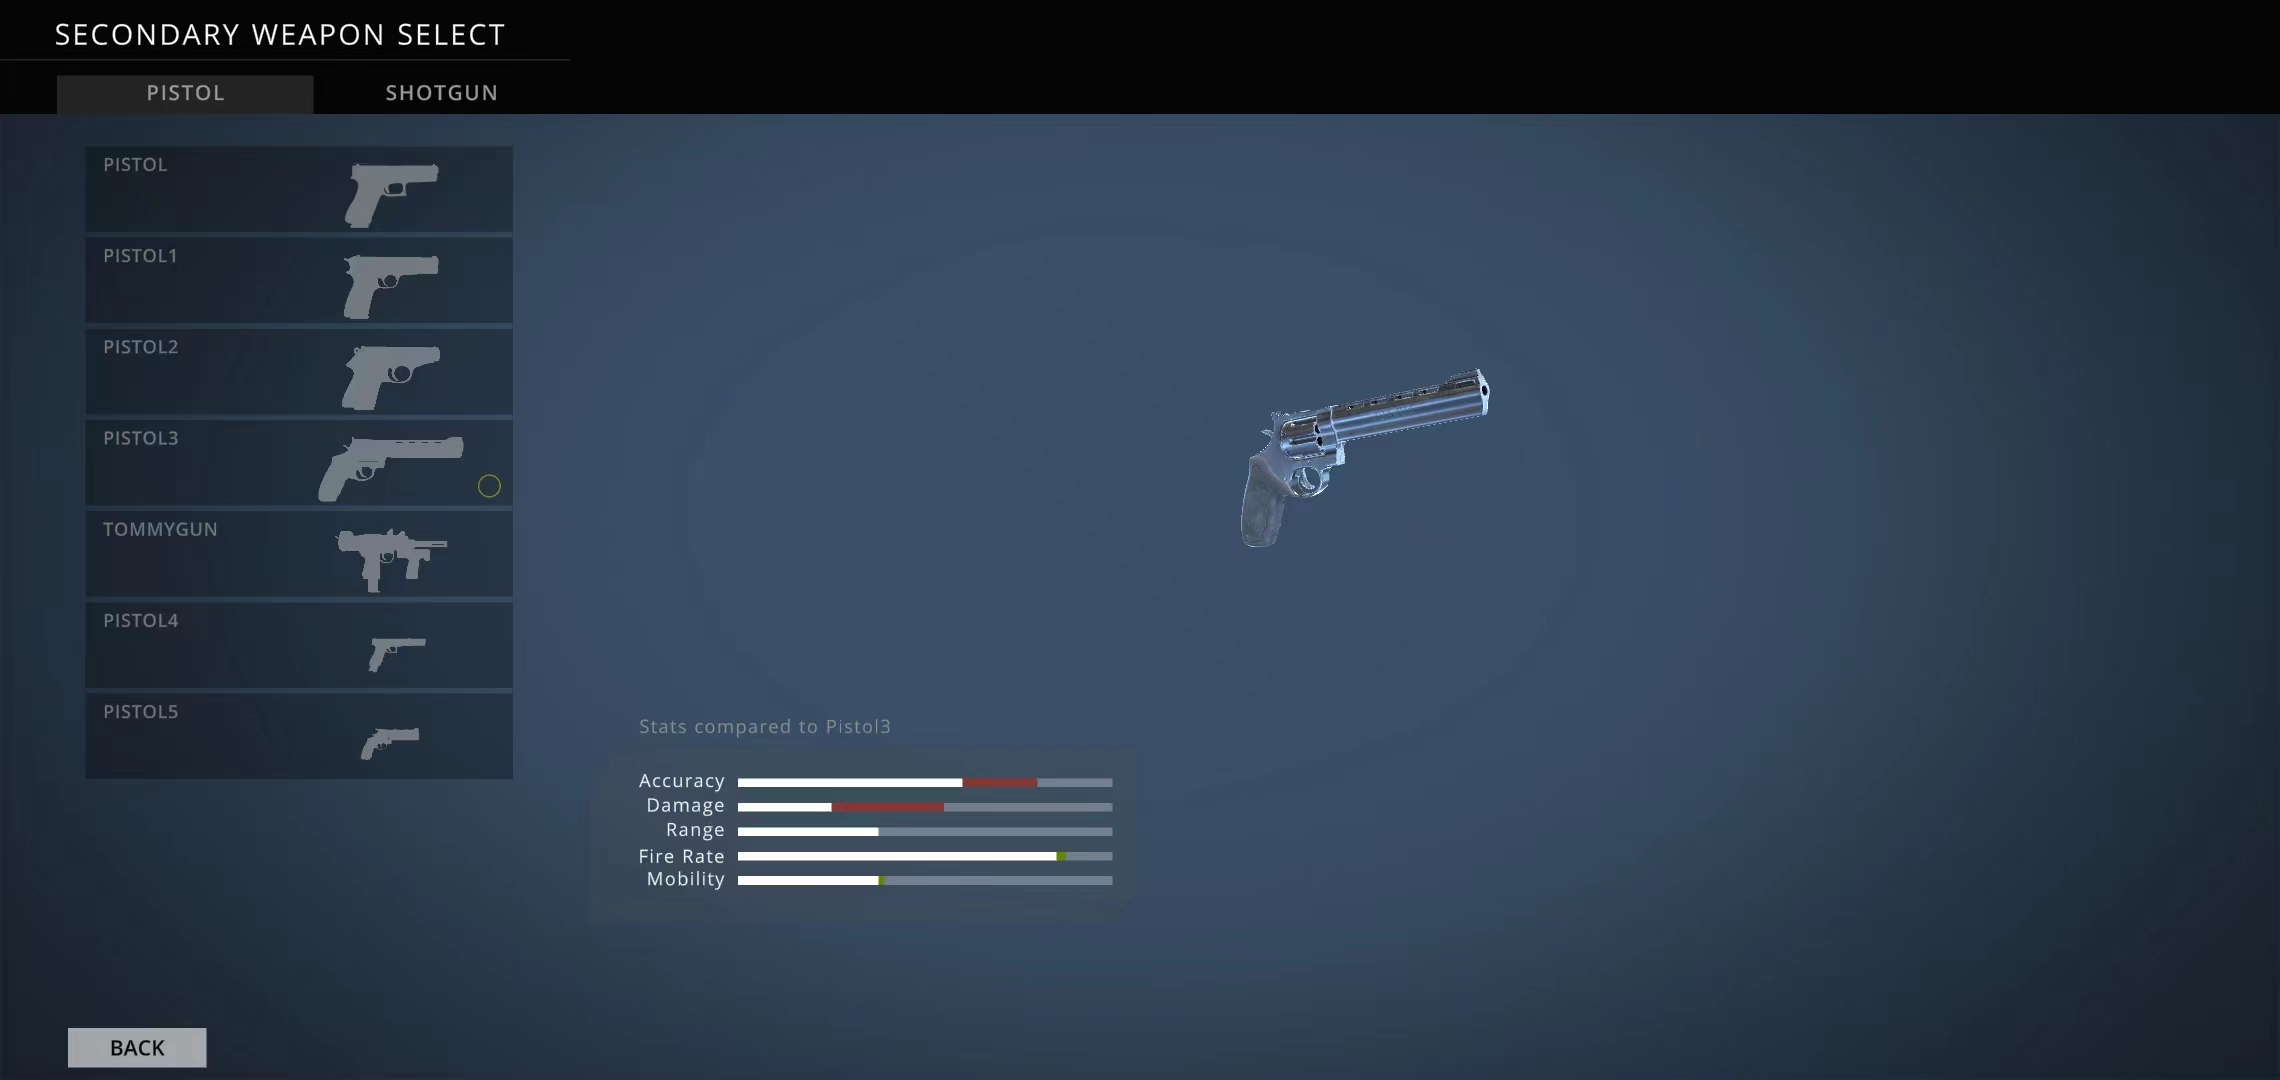 SECONDARY WEAPON SELECT
PISTOL
SHOTGUN
PISTOL
PISTOL1
PISTOL2
PISTOL3
TOMMYGUN
PISTOL4
PISTOL5
Stats compared to Pistol3
Accuracy
Damage
Range
Fire Rate
Mobility
BACK